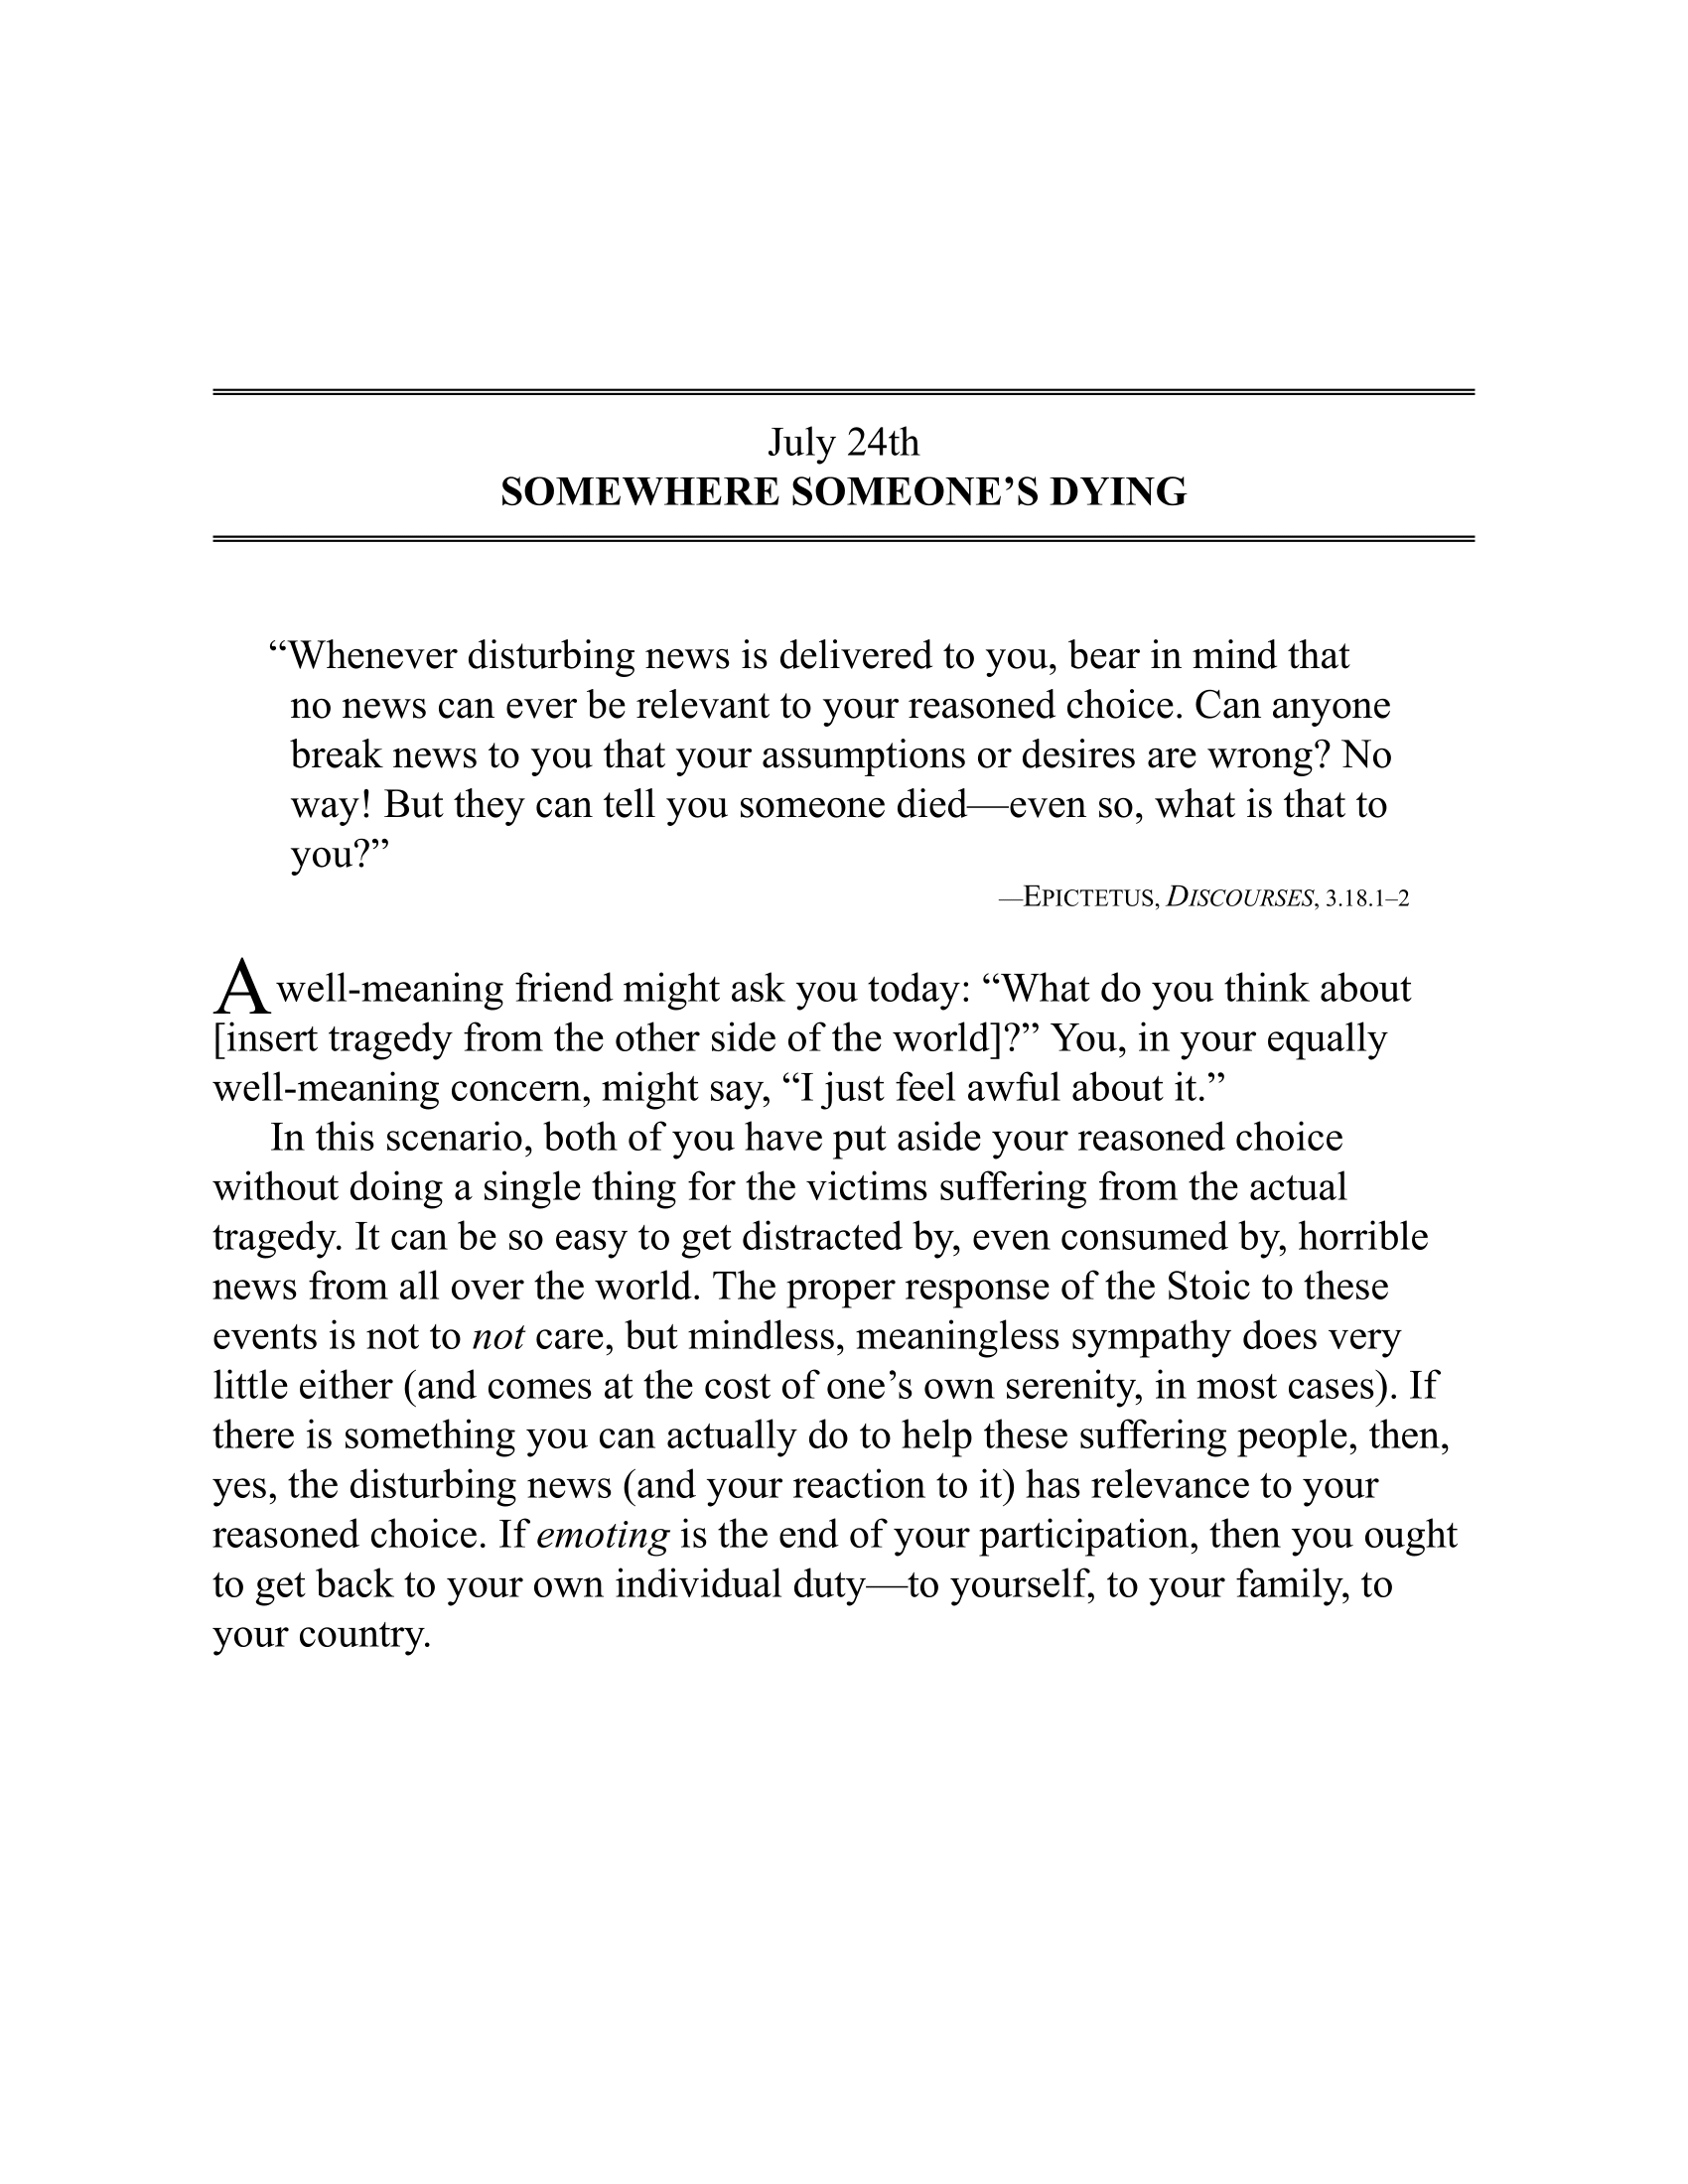 July 24th
SOMEWHERE SOMEONE’S DYING
“Whenever disturbing news is delivered to you, bear in mind that
no news can ever be relevant to your reasoned choice. Can anyone
break news to you that your assumptions or desires are wrong? No
way! But they can tell you someone died—even so, what is that to
you?”
—EPICTETUS, DISCOURSES, 3.18.1–2
A well-meaning friend might ask you today: “What do you think about
[insert tragedy from the other side of the world]?” You, in your equally
well-meaning concern, might say, “I just feel awful about it.”
In this scenario, both of you have put aside your reasoned choice
without doing a single thing for the victims suffering from the actual
tragedy. It can be so easy to get distracted by, even consumed by, horrible
news from all over the world. The proper response of the Stoic to these
events is not to not care, but mindless, meaningless sympathy does very
little either (and comes at the cost of one’s own serenity, in most cases). If
there is something you can actually do to help these suffering people, then,
yes, the disturbing news (and your reaction to it) has relevance to your
reasoned choice. If emoting is the end of your participation, then you ought
to get back to your own individual duty—to yourself, to your family, to
your country.